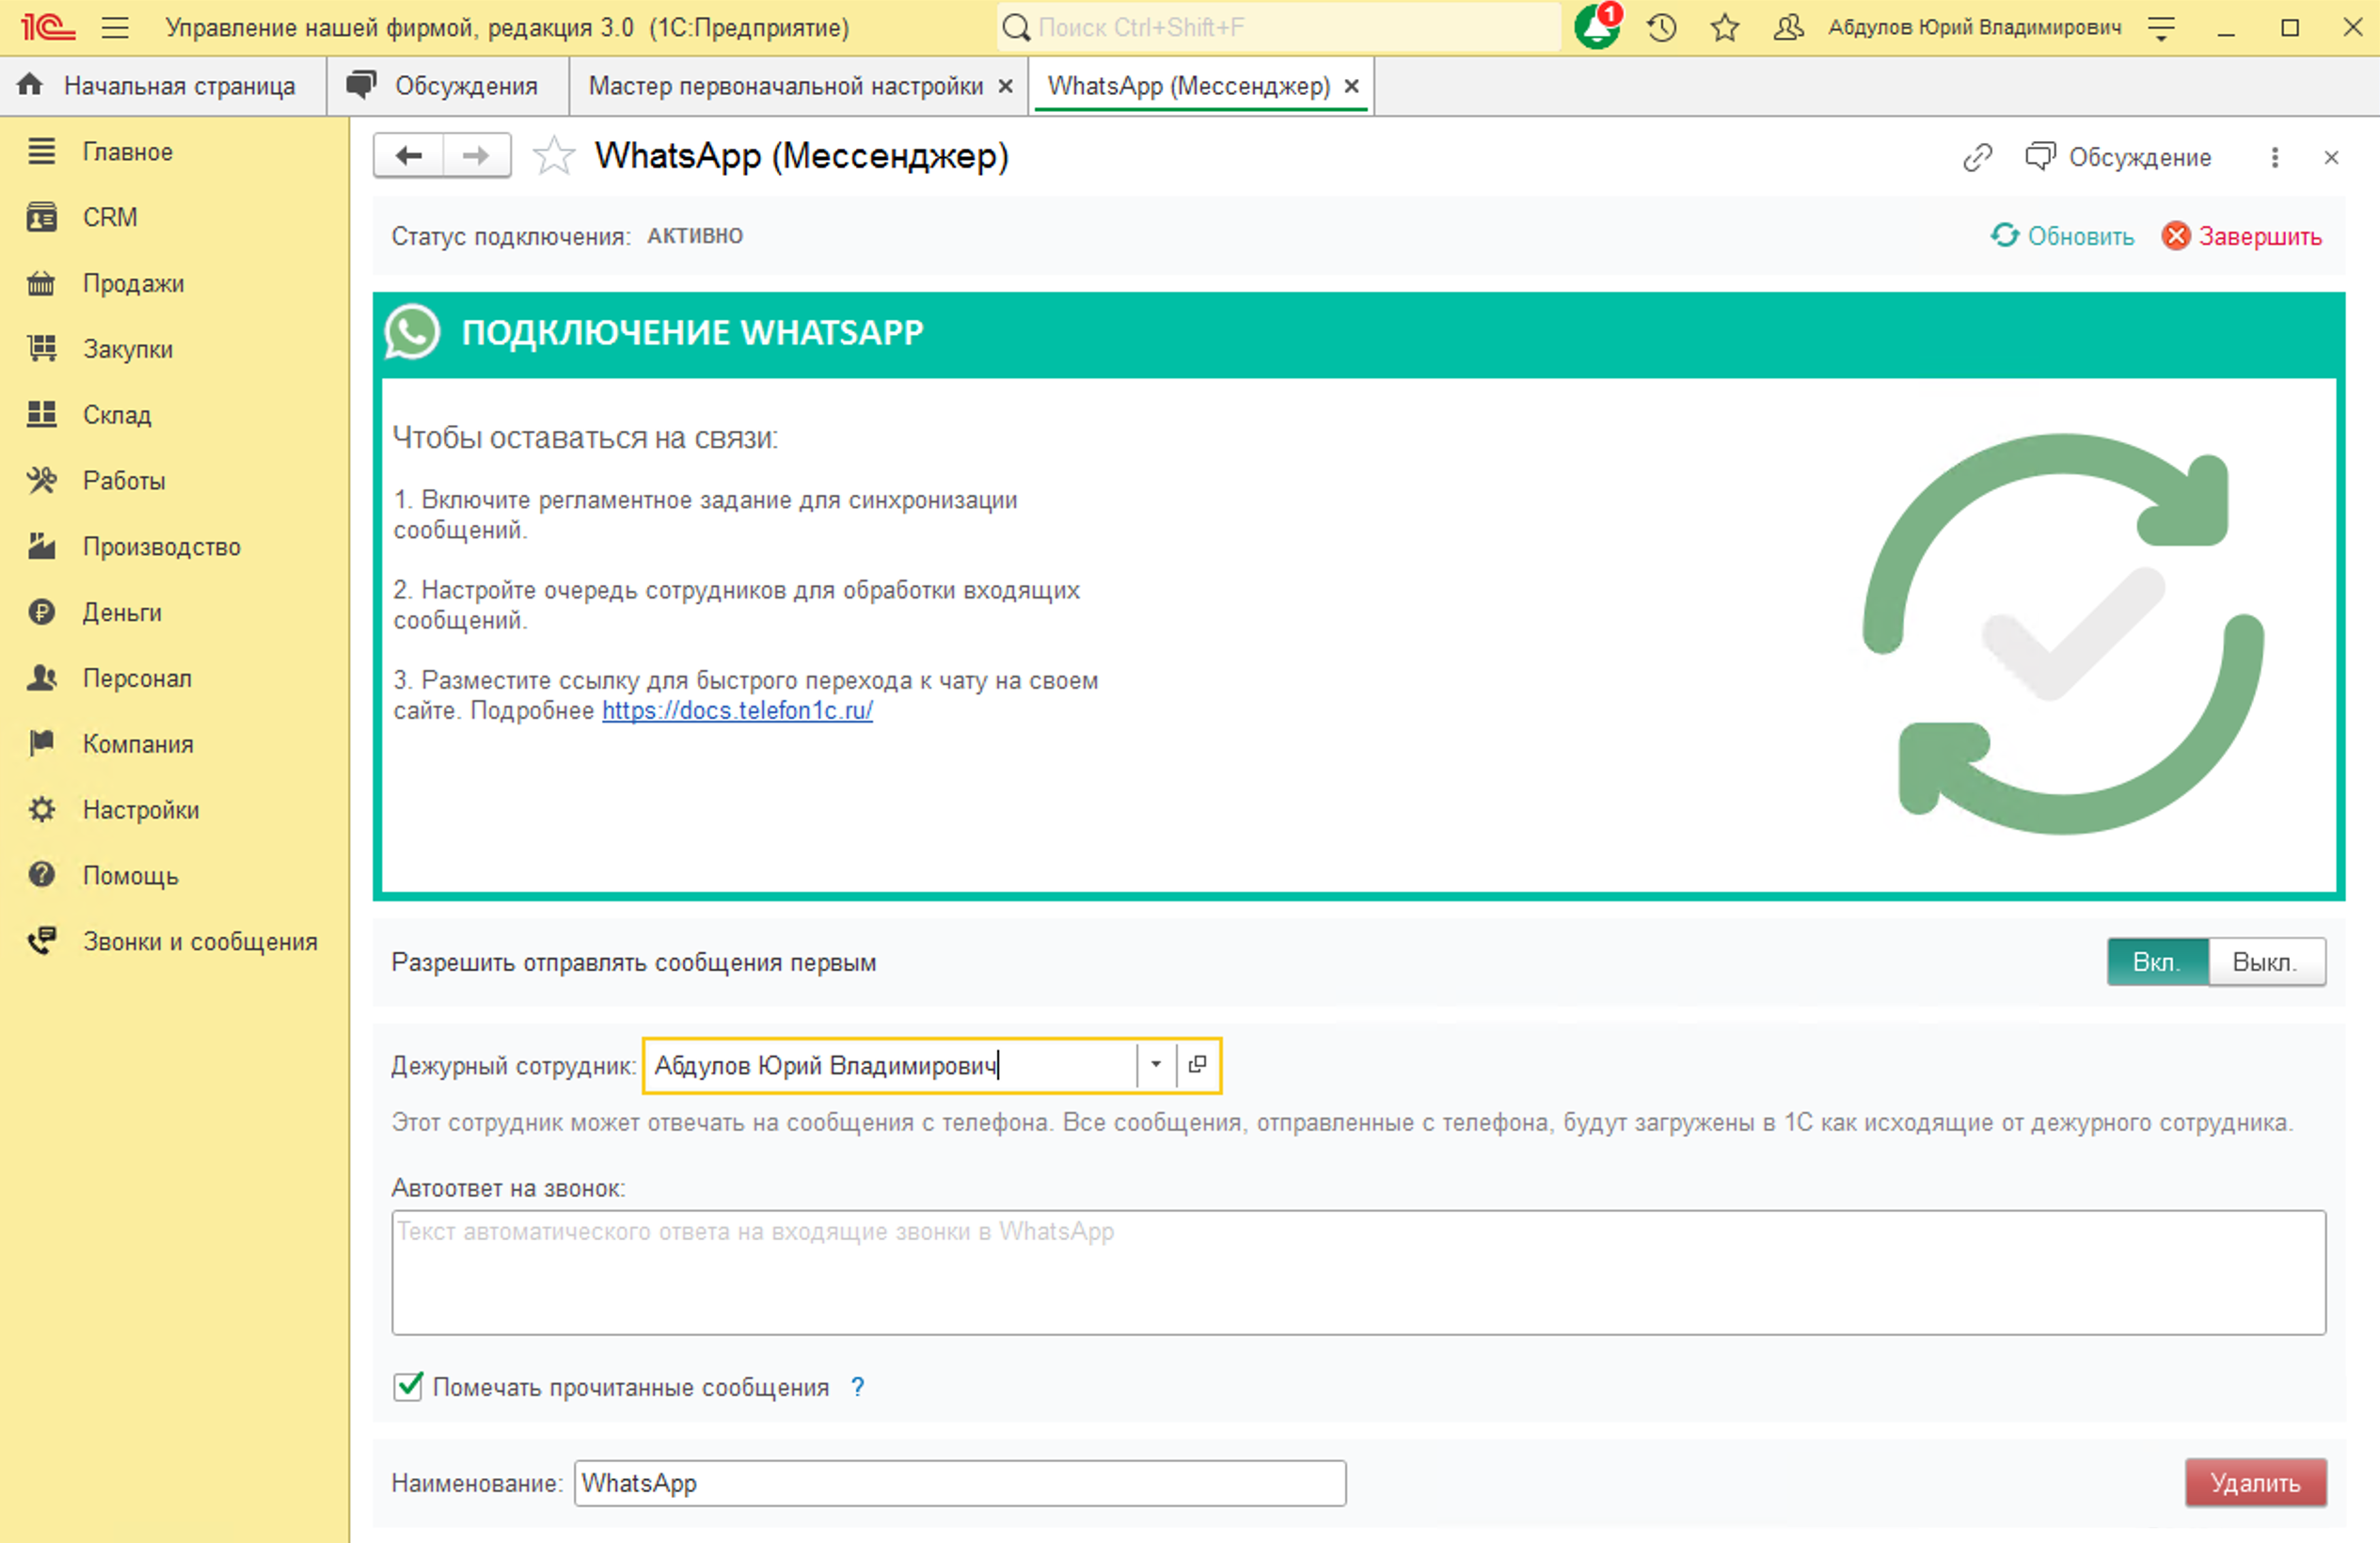 1С Управление нашей фирмой, редакция 3.0 (1С:Предприятие) Поиск Ctrl+Shift+F 1 Абдулов Юрий Владимирович
Начальная страница Обсуждения Мастер первоначальной настройки × WhatsApp (Мессенджер) ×
Главное
CRM
Продажи
Закупки
Склад
Работы
Производство
Деньги
Персонал
Компания
Настройки
Помощь
Звонки и сообщения
WhatsApp (Мессенджер) Обсуждение
Статус подключения: АКТИВНО Обновить Завершить
ПОДКЛЮЧЕНИЕ WHATSAPP
Чтобы оставаться на связи:
1. Включите регламентное задание для синхронизации
сообщений.
2. Настройте очередь сотрудников для обработки входящих
сообщений.
3. Разместите ссылку для быстрого перехода к чату на своем
сайте. Подробнее https://docs.telefon1c.ru/
Разрешить отправлять сообщения первым Вкл. Выкл.
Дежурный сотрудник: Абдулов Юрий Владимирович
Этот сотрудник может отвечать на сообщения с телефона. Все сообщения, отправленные с телефона, будут загружены в 1С как исходящие от дежурного сотрудника.
Автоответ на звонок:
Текст автоматического ответа на входящие звонки в WhatsApp
Помечать прочитанные сообщения ?
Наименование: WhatsApp Удалить